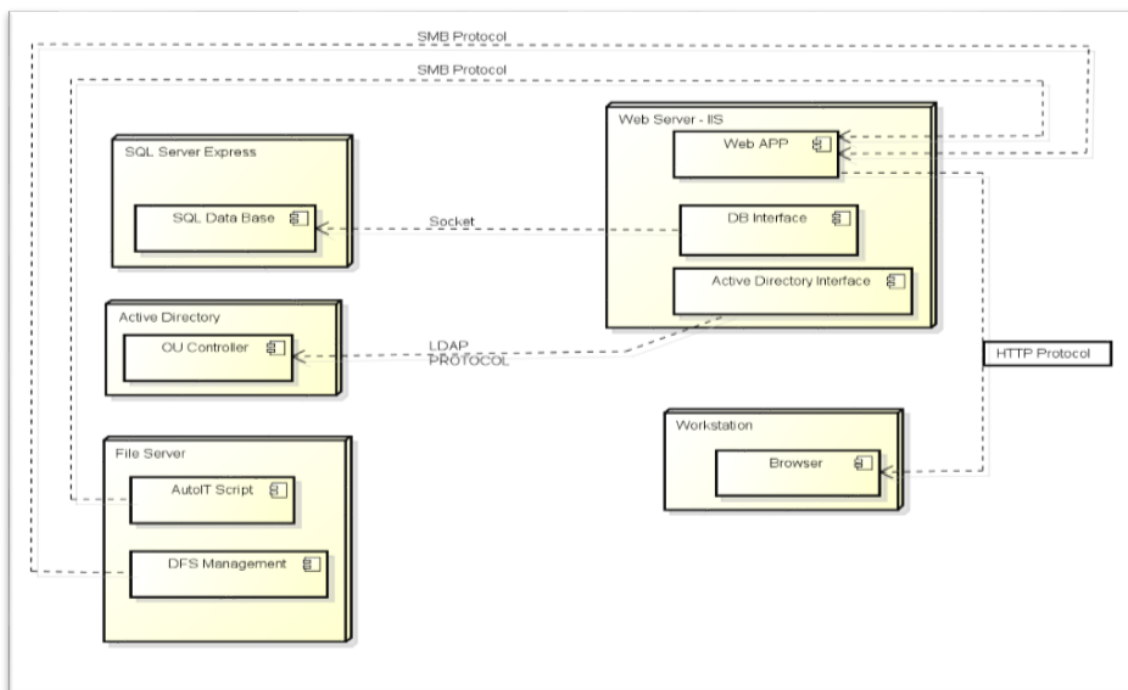 SMB Protocol
SMB Protocol
Web Server - IIS
Web APP
SQL Server Express
SQL Data Base
Socket
DB Interface
Active Directory Interface
Active Directory
OU Controller
LDAP
PROTOCOL
HTTP Protocol
Workstation
Browser
File Server
AutoIT Script
DFS Management